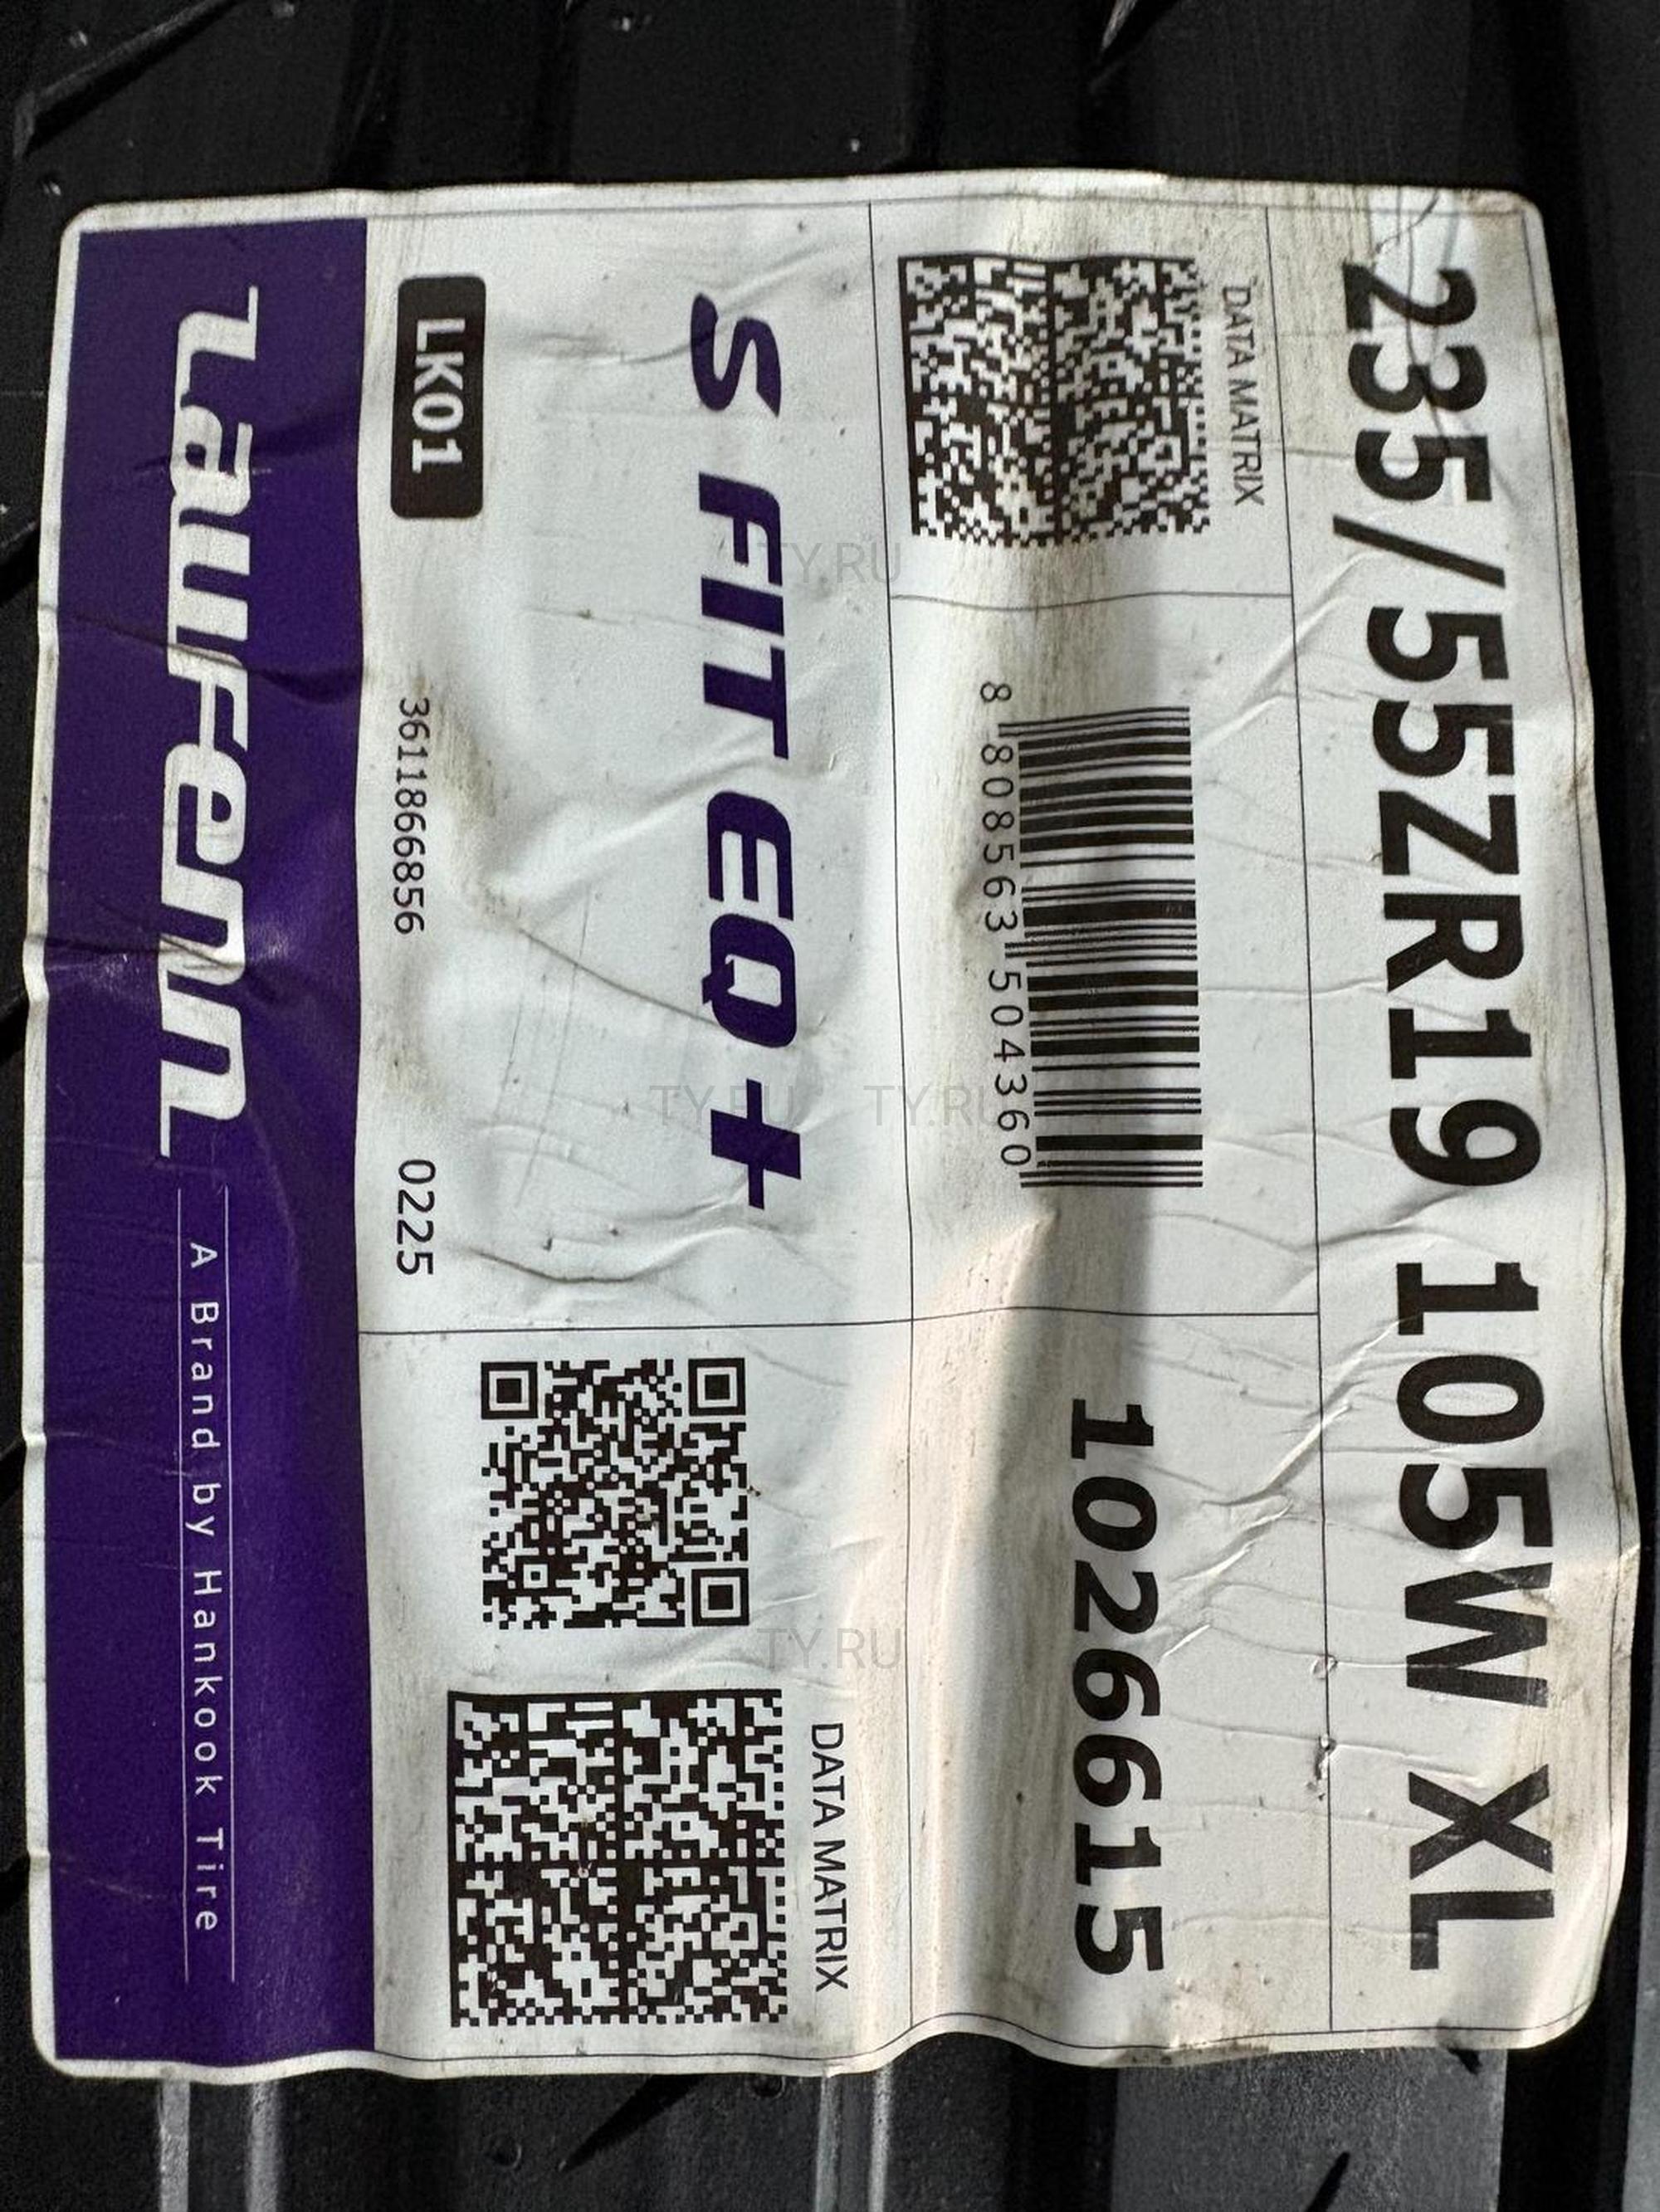 235/55ZR19 105W XL
DATA MATRIX
8 808563 504360
1026615
S FIT EQ +
DATA MATRIX
LK01
3611866856
0225
Laufenn
A Brand by Hankook Tire
TY.RU
TY.RU
TY.RU
TY.RU